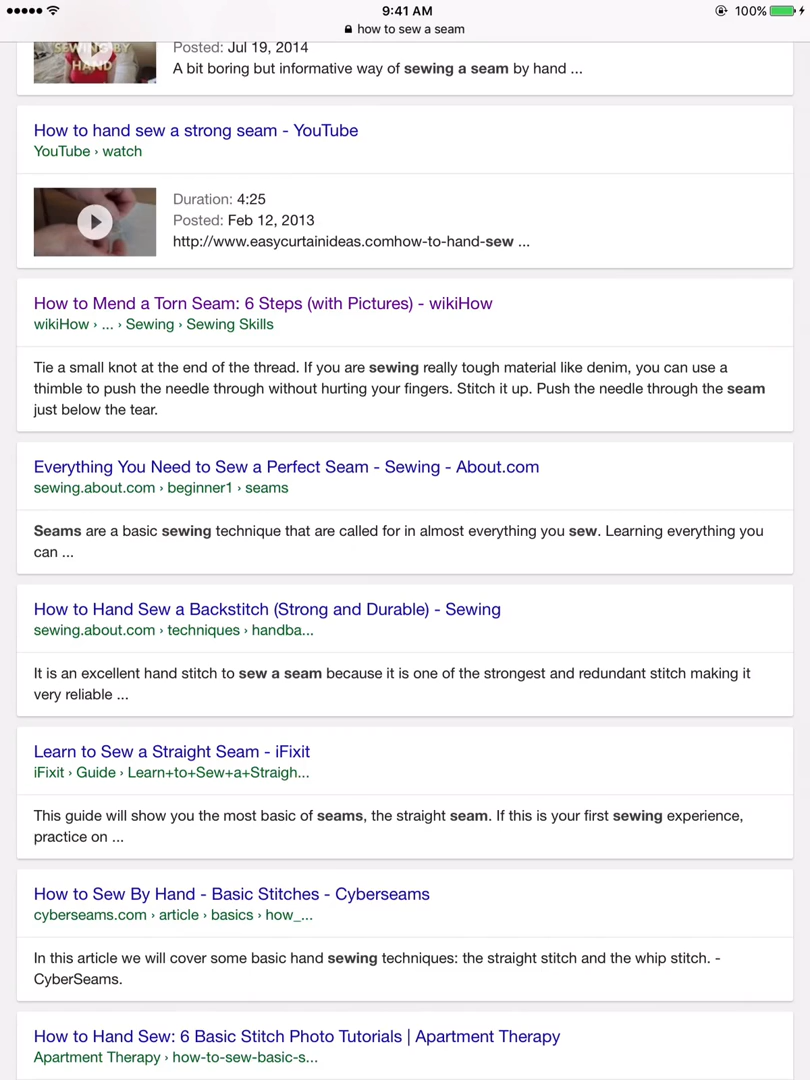 9:41 AM
100%
how to sew a seam
SEWING BY
HAND
Posted: Jul 19, 2014
A bit boring but informative way of sewing a seam by hand ...
How to hand sew a strong seam - YouTube
YouTube › watch
Duration: 4:25
Posted: Feb 12, 2013
http://www.easycurtainideas.comhow-to-hand-sew ...
How to Mend a Torn Seam: 6 Steps (with Pictures) - wikiHow
wikiHow › ... › Sewing › Sewing Skills
Tie a small knot at the end of the thread. If you are sewing really tough material like denim, you can use a
thimble to push the needle through without hurting your fingers. Stitch it up. Push the needle through the seam
just below the tear.
Everything You Need to Sew a Perfect Seam - Sewing - About.com
sewing.about.com › beginner1 › seams
Seams are a basic sewing technique that are called for in almost everything you sew. Learning everything you
can ...
How to Hand Sew a Backstitch (Strong and Durable) - Sewing
sewing.about.com › techniques › handba...
It is an excellent hand stitch to sew a seam because it is one of the strongest and redundant stitch making it
very reliable ...
Learn to Sew a Straight Seam - iFixit
iFixit › Guide › Learn+to+Sew+a+Straigh...
This guide will show you the most basic of seams, the straight seam. If this is your first sewing experience,
practice on ...
How to Sew By Hand - Basic Stitches - Cyberseams
cyberseams.com › article › basics › how_...
In this article we will cover some basic hand sewing techniques: the straight stitch and the whip stitch. -
CyberSeams.
How to Hand Sew: 6 Basic Stitch Photo Tutorials | Apartment Therapy
Apartment Therapy › how-to-sew-basic-s...